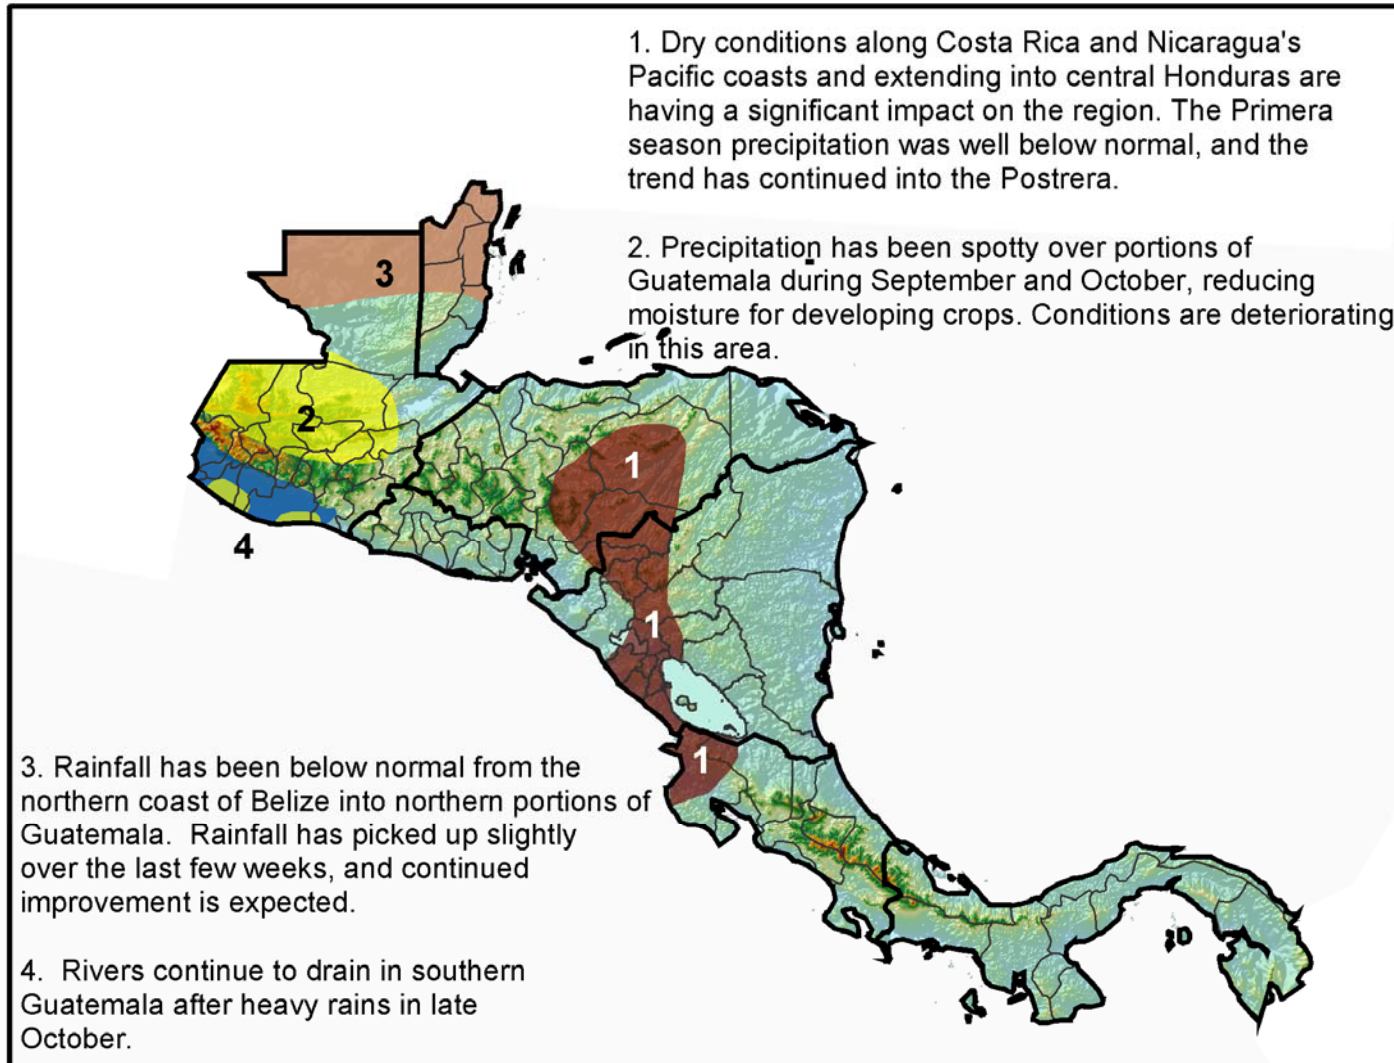 1. Dry conditions along Costa Rica and Nicaragua's
Pacific coasts and extending into central Honduras are
having a significant impact on the region. The Primera
season precipitation was well below normal, and the
trend has continued into the Postrera.
2. Precipitation has been spotty over portions of
Guatemala during September and October, reducing
moisture for developing crops. Conditions are deteriorating
in this area.
3
2
1
4
1
1
3. Rainfall has been below normal from the
northern coast of Belize into northern portions of
Guatemala.  Rainfall has picked up slightly
over the last few weeks, and continued
improvement is expected.
4.  Rivers continue to drain in southern
Guatemala after heavy rains in late
October.